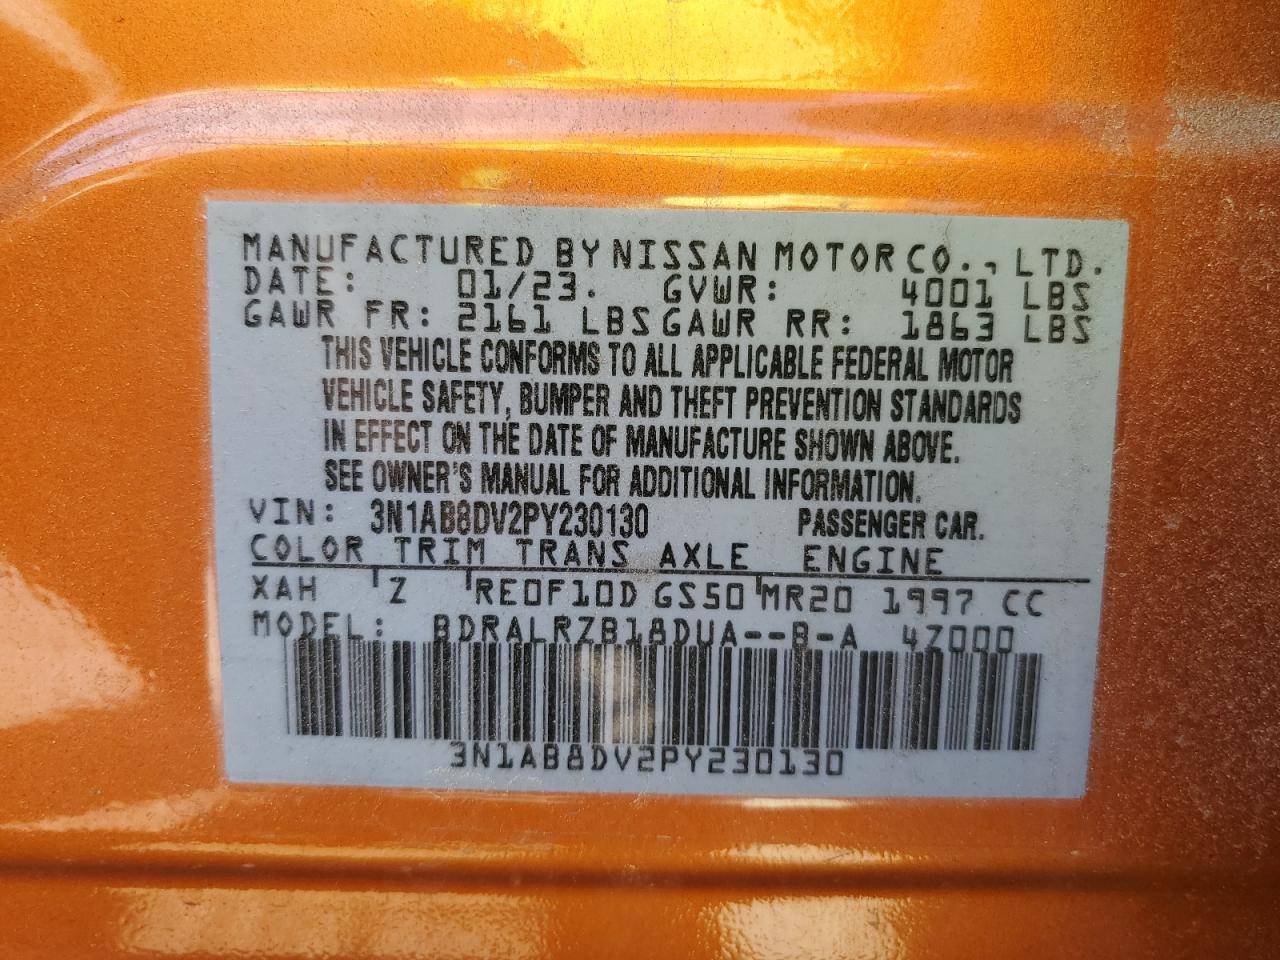 MANUFACTURED BY NISSAN MOTOR CO., LTD.
DATE: 01/23. GVWR: 4001 LBS
GAWR FR: 2161 LBS GAWR RR: 1863 LBS
THIS VEHICLE CONFORMS TO ALL APPLICABLE FEDERAL MOTOR
VEHICLE SAFETY, BUMPER AND THEFT PREVENTION STANDARDS
IN EFFECT ON THE DATE OF MANUFACTURE SHOWN ABOVE.
SEE OWNER'S MANUAL FOR ADDITIONAL INFORMATION.
VIN: 3N1AB8DV2PY230130 PASSENGER CAR.
COLOR TRIM TRANS AXLE ENGINE
XAH Z RE0F10D GS50 MR20 1997 CC
MODEL: BDRALRZB18DUA--B-A 4Z000
3N1AB8DV2PY230130